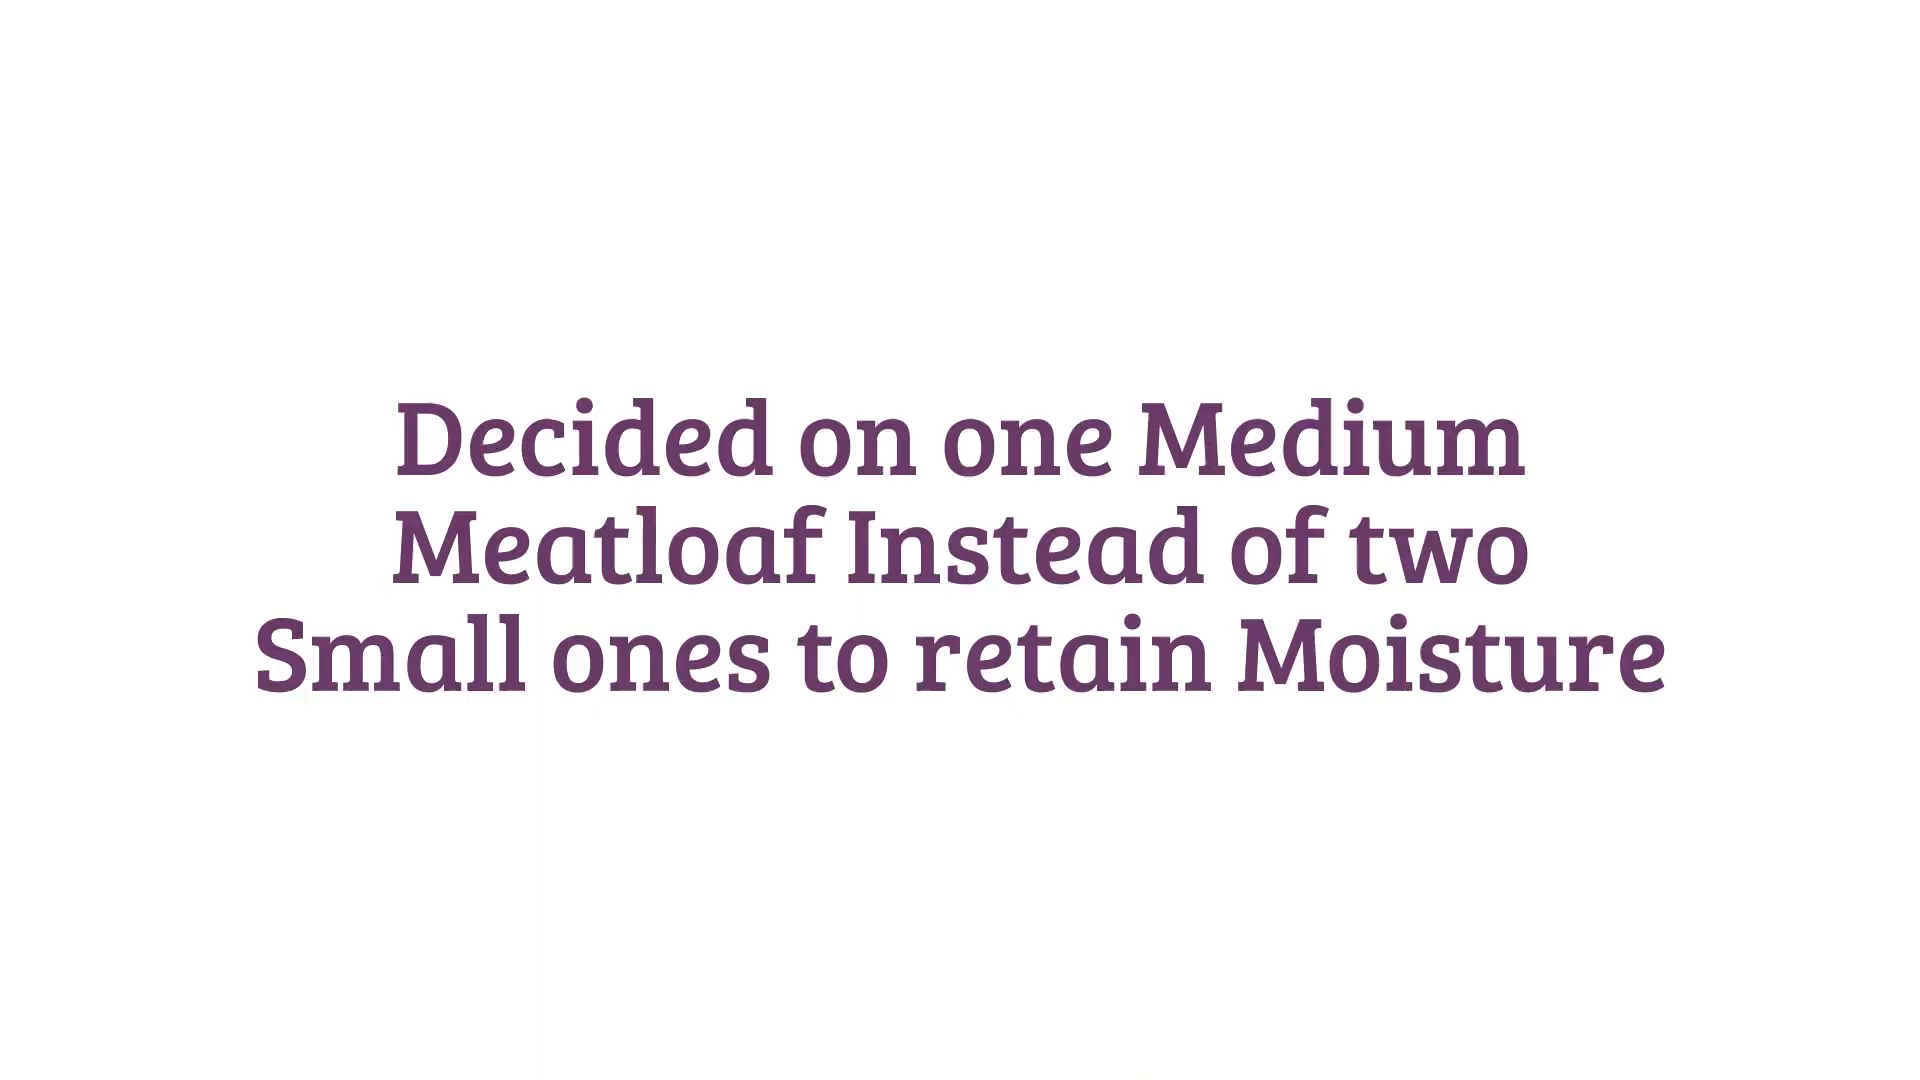 Decided on one Medium
Meatloaf Instead of two
Small ones to retain Moisture